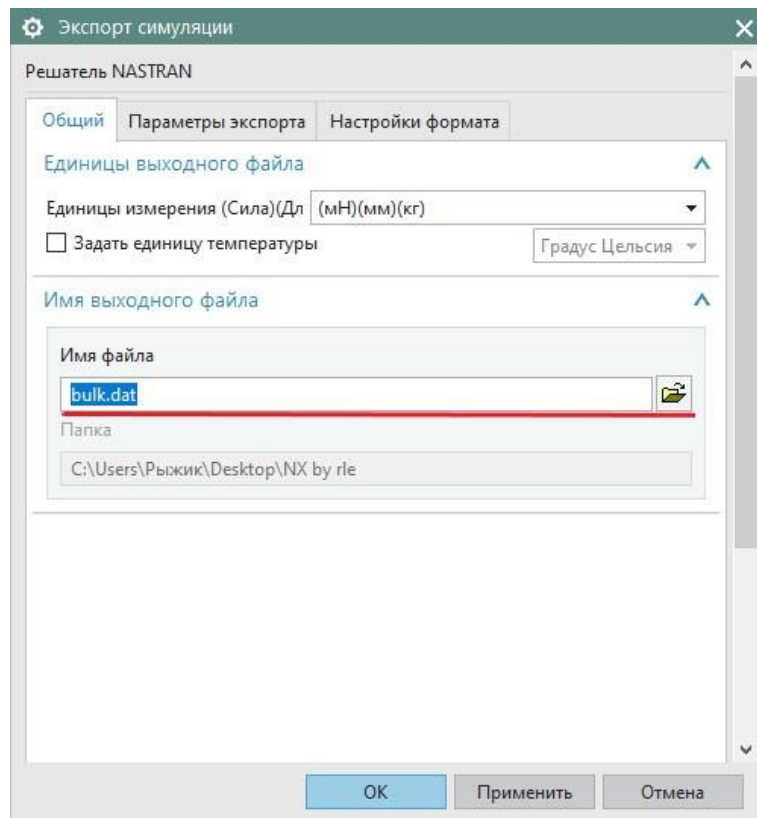 Экспорт симуляции
Решатель NASTRAN
Общий Параметры экспорта Настройки формата
Единицы выходного файла
Единицы измерения (Сила)(Дл (мН)(мм)(кг)
Задать единицу температуры Градус Цельсия
Имя выходного файла
Имя файла
bulk.dat
Папка
C:\Users\Рыжик\Desktop\NX by rle
ОК Применить Отмена